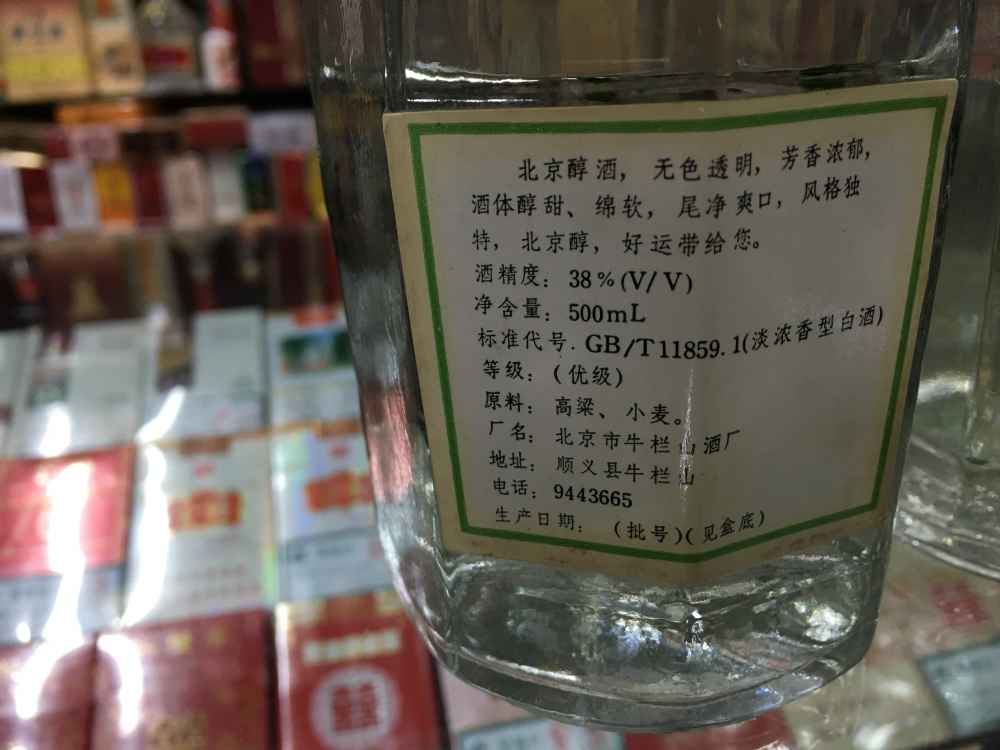 北京醇酒，无色透明，芳香浓郁，
酒体醇甜、绵软，尾净爽口，风格独
特，北京醇，好运带给您。
酒精度：38%(V/V)
净含量：500mL
标准代号.GB/T11859.1(淡浓香型白酒)
等级：(优级)
原料：高粱、小麦。
厂名：北京市牛栏山酒厂
地址：顺义县牛栏山
电话：9443665
生产日期：(批号)(见盒底)